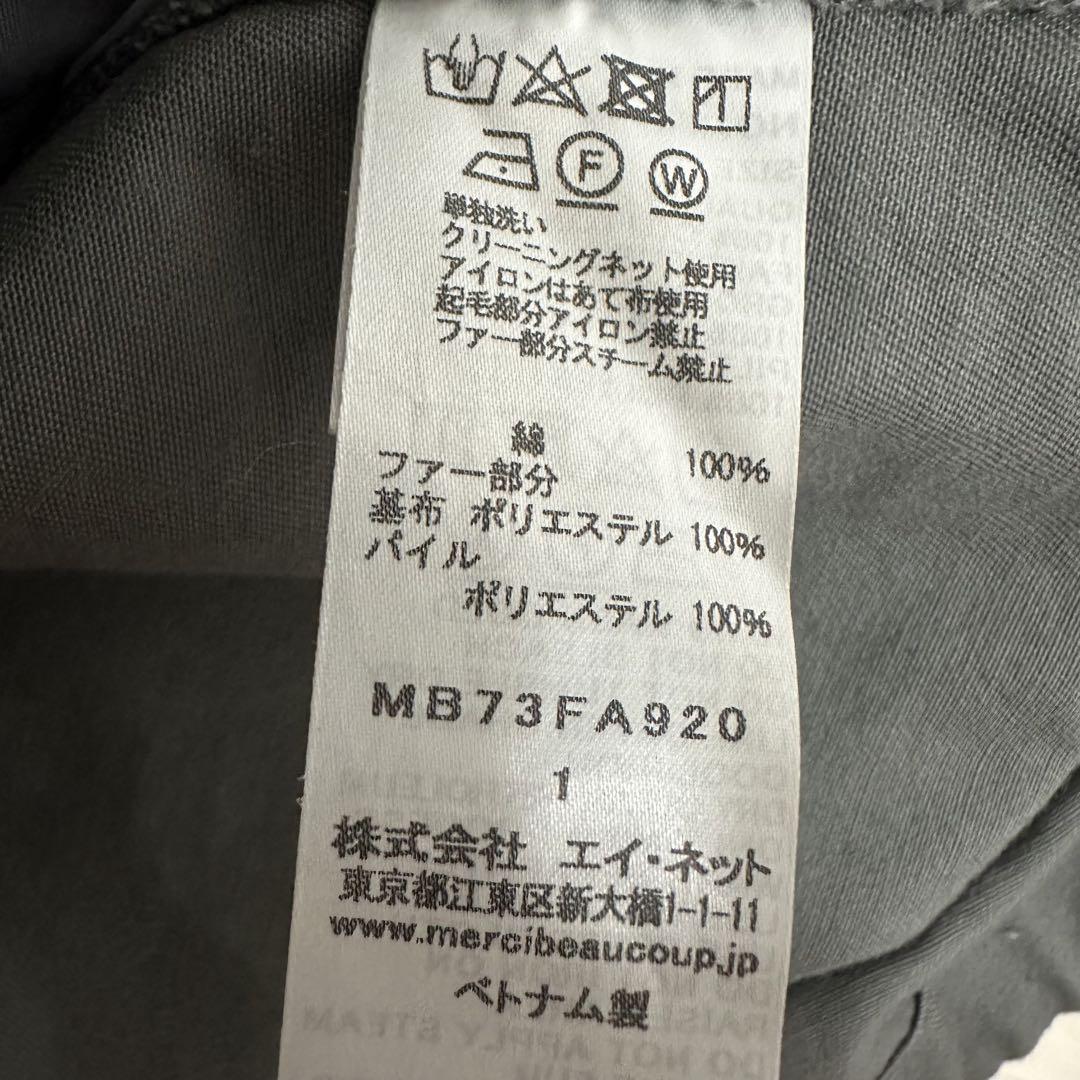 F W
単独洗い
クリーニングネット使用
アイロンはあて布使用
起毛部分アイロン禁止
ファー部分スチーム禁止
綿 100%
ファー部分
基布 ポリエステル 100%
パイル
ポリエステル 100%
MB73FA920
1
株式会社 エイ・ネット
東京都江東区新大橋1-1-11
www.mercibeaucoup.jp
ベトナム製